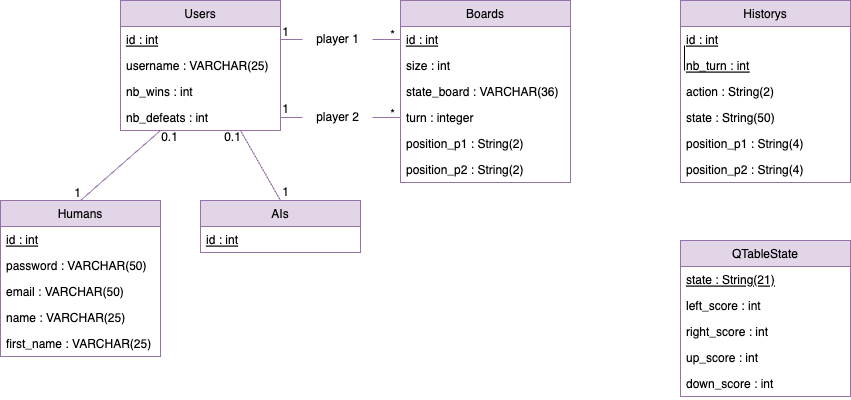 Users
id : int
username : VARCHAR(25)
nb_wins : int
nb_defeats : int
1
player 1
*
1
player 2
*
Boards
id : int
size : int
state_board : VARCHAR(36)
turn : integer
position_p1 : String(2)
position_p2 : String(2)
Historys
id : int
nb_turn : int
action : String(2)
state : String(50)
position_p1 : String(4)
position_p2 : String(4)
0.1
0.1
1
1
Humans
id : int
password : VARCHAR(50)
email : VARCHAR(50)
name : VARCHAR(25)
first_name : VARCHAR(25)
AIs
id : int
QTableState
state : String(21)
left_score : int
right_score : int
up_score : int
down_score : int